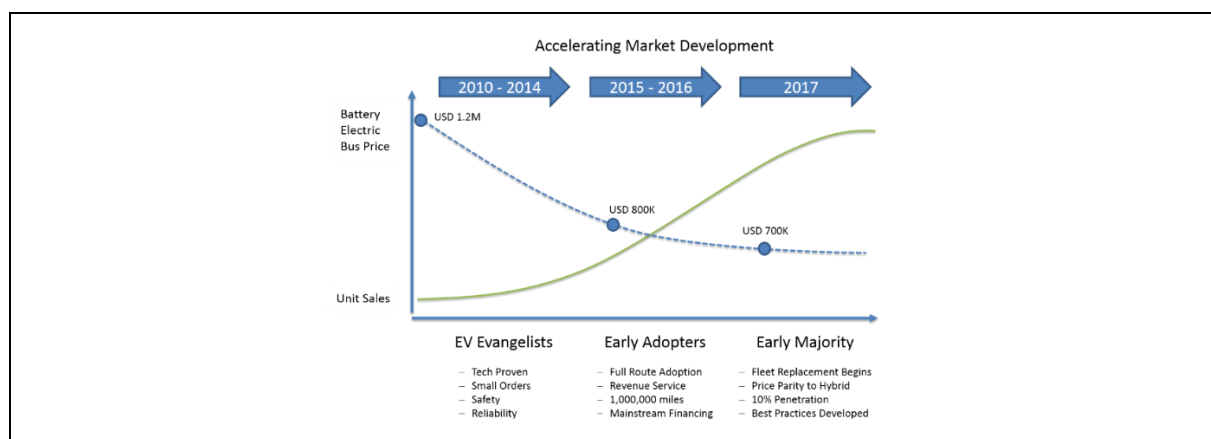 Accelerating Market Development
2010 - 2014
2015 - 2016
2017
Battery
Electric
Bus Price
USD 1.2M
USD 800K
USD 700K
Unit Sales
EV Evangelists
– Tech Proven
– Small Orders
– Safety
– Reliability
Early Adopters
– Full Route Adoption
– Revenue Service
– 1,000,000 miles
– Mainstream Financing
Early Majority
– Fleet Replacement Begins
– Price Parity to Hybrid
– 10% Penetration
– Best Practices Developed